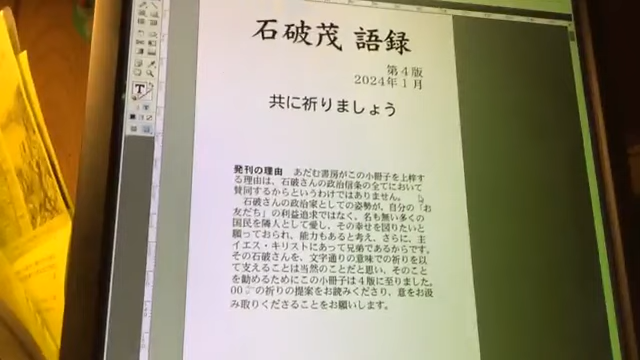 石破茂 語録
第4版
2024年1月
共に祈りましょう
発刊の理由 あだむ書房がこの小冊子を上梓す
る理由は、石破さんの政治信条の全てにおいて
賛同するからというわけではありません。
石破さんの政治家としての姿勢が、自分の「お
友だち」の利益追求ではなく、名も無い多くの
国民を隣人として愛し、その幸せを図りたいと
願っておられ、能力もあると考え、さらに、主
イエス・キリストにあって兄弟であるからです。
その石破さんを、文字通りの意味での祈りを以
て支えることは当然のことだと思い、そのこと
を勧めるためにこの小冊子は4版に至りました。
の祈りの提案をお読みくださり、意をお汲
み取りくださることをお願いします。
T